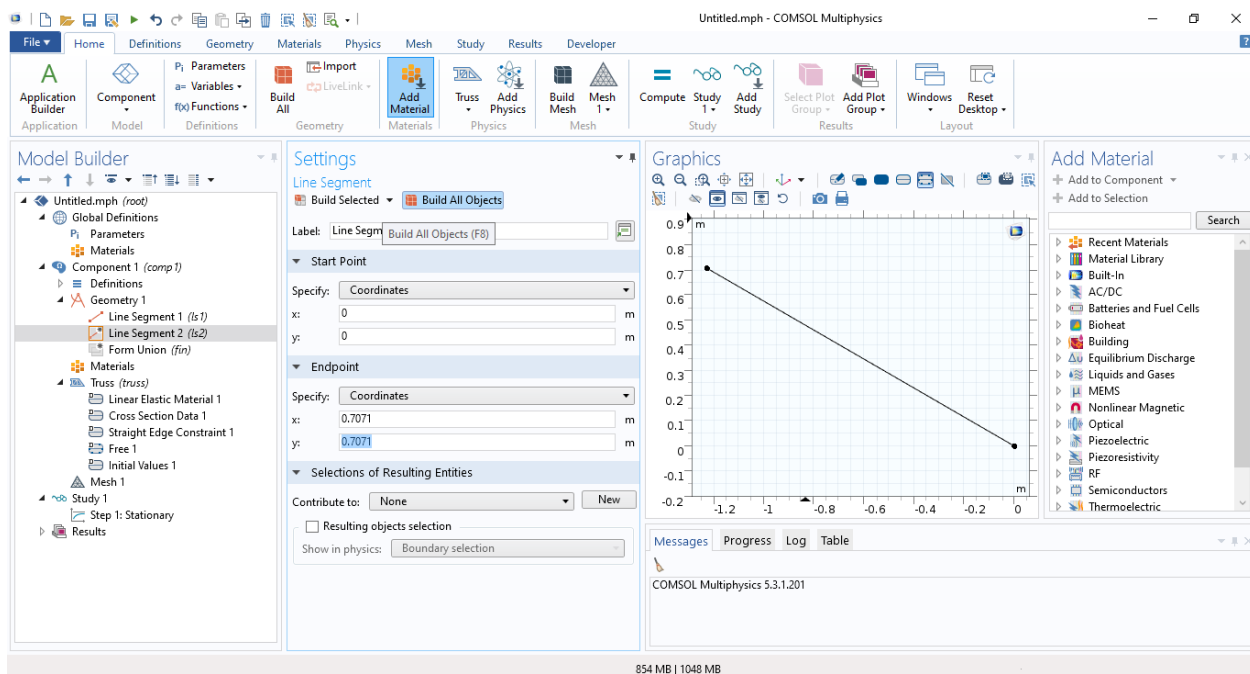 Untitled.mph - COMSOL Multiphysics
File Home Definitions Geometry Materials Physics Mesh Study Results Developer
Application Builder
Application
Component
Model
Pi Parameters
a= Variables
f(x) Functions
Definitions
Build All
Import
LiveLink
Geometry
Add Material
Materials
Truss
Add Physics
Physics
Build Mesh
Mesh 1
Mesh
Compute
Study 1
Add Study
Study
Select Plot Group
Add Plot Group
Results
Windows
Reset Desktop
Layout
Model Builder
Untitled.mph (root)
Global Definitions
Pi Parameters
Materials
Component 1 (comp1)
Definitions
Geometry 1
Line Segment 1 (ls1)
Line Segment 2 (ls2)
Form Union (fin)
Materials
Truss (truss)
Linear Elastic Material 1
Cross Section Data 1
Straight Edge Constraint 1
Free 1
Initial Values 1
Mesh 1
Study 1
Step 1: Stationary
Results
Settings
Line Segment
Build Selected Build All Objects
Label: Line Segm
Build All Objects (F8)
Start Point
Specify: Coordinates
x: 0 m
y: 0 m
Endpoint
Specify: Coordinates
x: 0.7071 m
y: 0.7071 m
Selections of Resulting Entities
Contribute to: None New
Resulting objects selection
Show in physics: Boundary selection
Graphics
m
0.9
0.8
0.7
0.6
0.5
0.4
0.3
0.2
0.1
0
-0.1
-0.2
m
-1.2 -1 -0.8 -0.6 -0.4 -0.2 0
Messages Progress Log Table
COMSOL Multiphysics 5.3.1.201
Add Material
Add to Component
Add to Selection
Search
Recent Materials
Material Library
Built-In
AC/DC
Batteries and Fuel Cells
Bioheat
Building
Equilibrium Discharge
Liquids and Gases
MEMS
Nonlinear Magnetic
Optical
Piezoelectric
Piezoresistivity
RF
Semiconductors
Thermoelectric
854 MB | 1048 MB